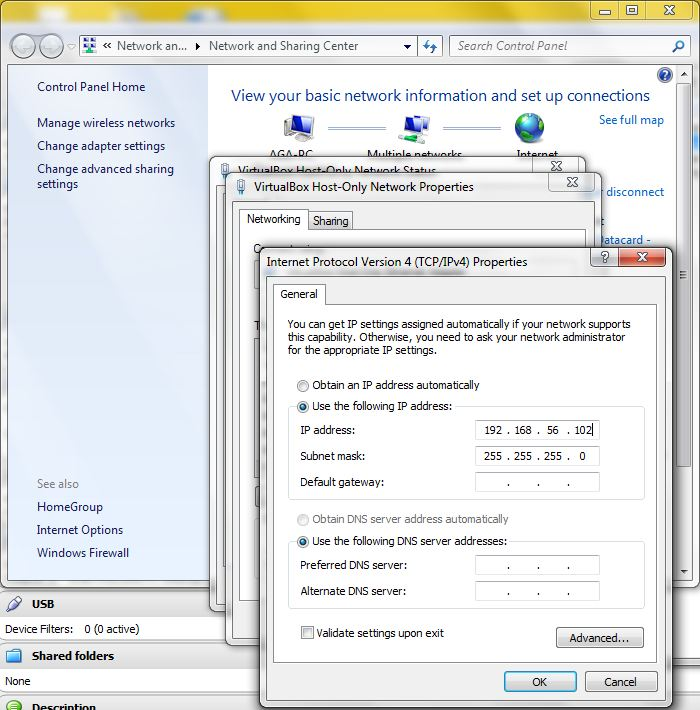 Network an...
Network and Sharing Center
Search Control Panel
Control Panel Home
Manage wireless networks
Change adapter settings
Change advanced sharing
settings
View your basic network information and set up connections
See full map
AGA-PC
Multiple networks
Internet
disconnect
Datacard -
VirtualBox Host-Only Network Status
VirtualBox Host-Only Network Properties
Networking
Sharing
Internet Protocol Version 4 (TCP/IPv4) Properties
General
You can get IP settings assigned automatically if your network supports
this capability. Otherwise, you need to ask your network administrator
for the appropriate IP settings.
Obtain an IP address automatically
Use the following IP address:
IP address:
192 . 168 . 56 . 102
Subnet mask:
255 . 255 . 255 . 0
Default gateway:
. . .
Obtain DNS server address automatically
Use the following DNS server addresses:
Preferred DNS server:
. . .
Alternate DNS server:
. . .
Validate settings upon exit
Advanced...
OK
Cancel
See also
HomeGroup
Internet Options
Windows Firewall
USB
Device Filters: 0 (0 active)
Shared folders
None
Description